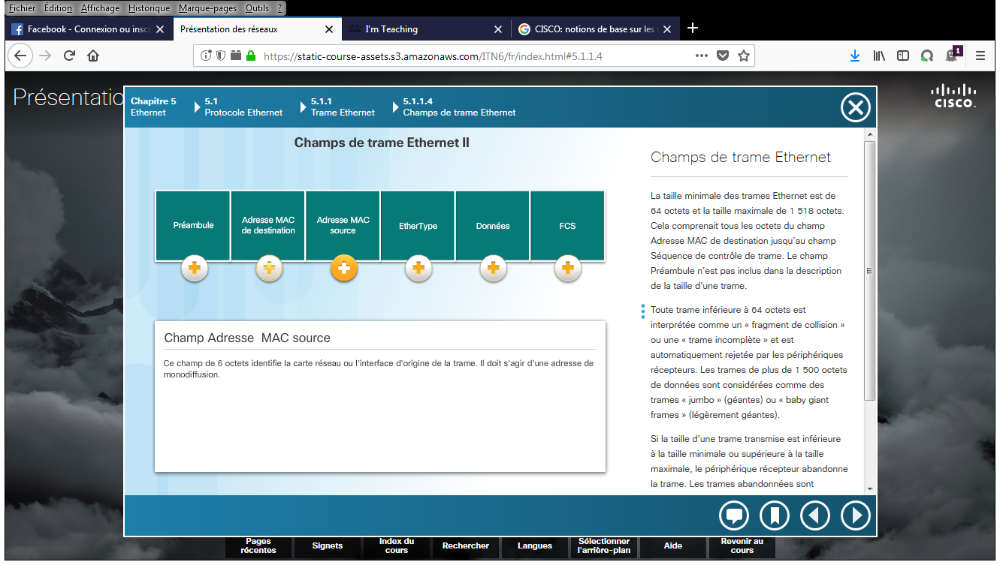 Fichier Édition Affichage Historique Marque-pages Outils ?
Facebook - Connexion ou inscr
Présentation des réseaux
I'm Teaching
CISCO: notions de base sur les
https://static-course-assets.s3.amazonaws.com/ITN6/fr/index.html#5.1.1.4
1
Présentatio
CISCO
Chapitre 5
Ethernet
5.1
Protocole Ethernet
5.1.1
Trame Ethernet
5.1.1.4
Champs de trame Ethernet
Champs de trame Ethernet II
Préambule
Adresse MAC
de destination
Adresse MAC
source
EtherType
Données
FCS
Champ Adresse MAC source
Ce champ de 6 octets identifie la carte réseau ou l'interface d'origine de la trame. Il doit s'agir d'une adresse de
monodiffusion.
Champs de trame Ethernet
La taille minimale des trames Ethernet est de
64 octets et la taille maximale de 1 518 octets.
Cela comprenait tous les octets du champ
Adresse MAC de destination jusqu'au champ
Séquence de contrôle de trame. Le champ
Préambule n'est pas inclus dans la description
de la taille d'une trame.
Toute trame inférieure à 64 octets est
interprétée comme un « fragment de collision »
ou une « trame incomplète » et est
automatiquement rejetée par les périphériques
récepteurs. Les trames de plus de 1 500 octets
de données sont considérées comme des
trames « jumbo » (géantes) ou « baby giant
frames » (légèrement géantes).
Si la taille d'une trame transmise est inférieure
à la taille minimale ou supérieure à la taille
maximale, le périphérique récepteur abandonne
la trame. Les trames abandonnées sont
Pages
récentes
Signets
Index du
cours
Rechercher
Langues
Sélectionner
l'arrière-plan
Aide
Revenir au
cours